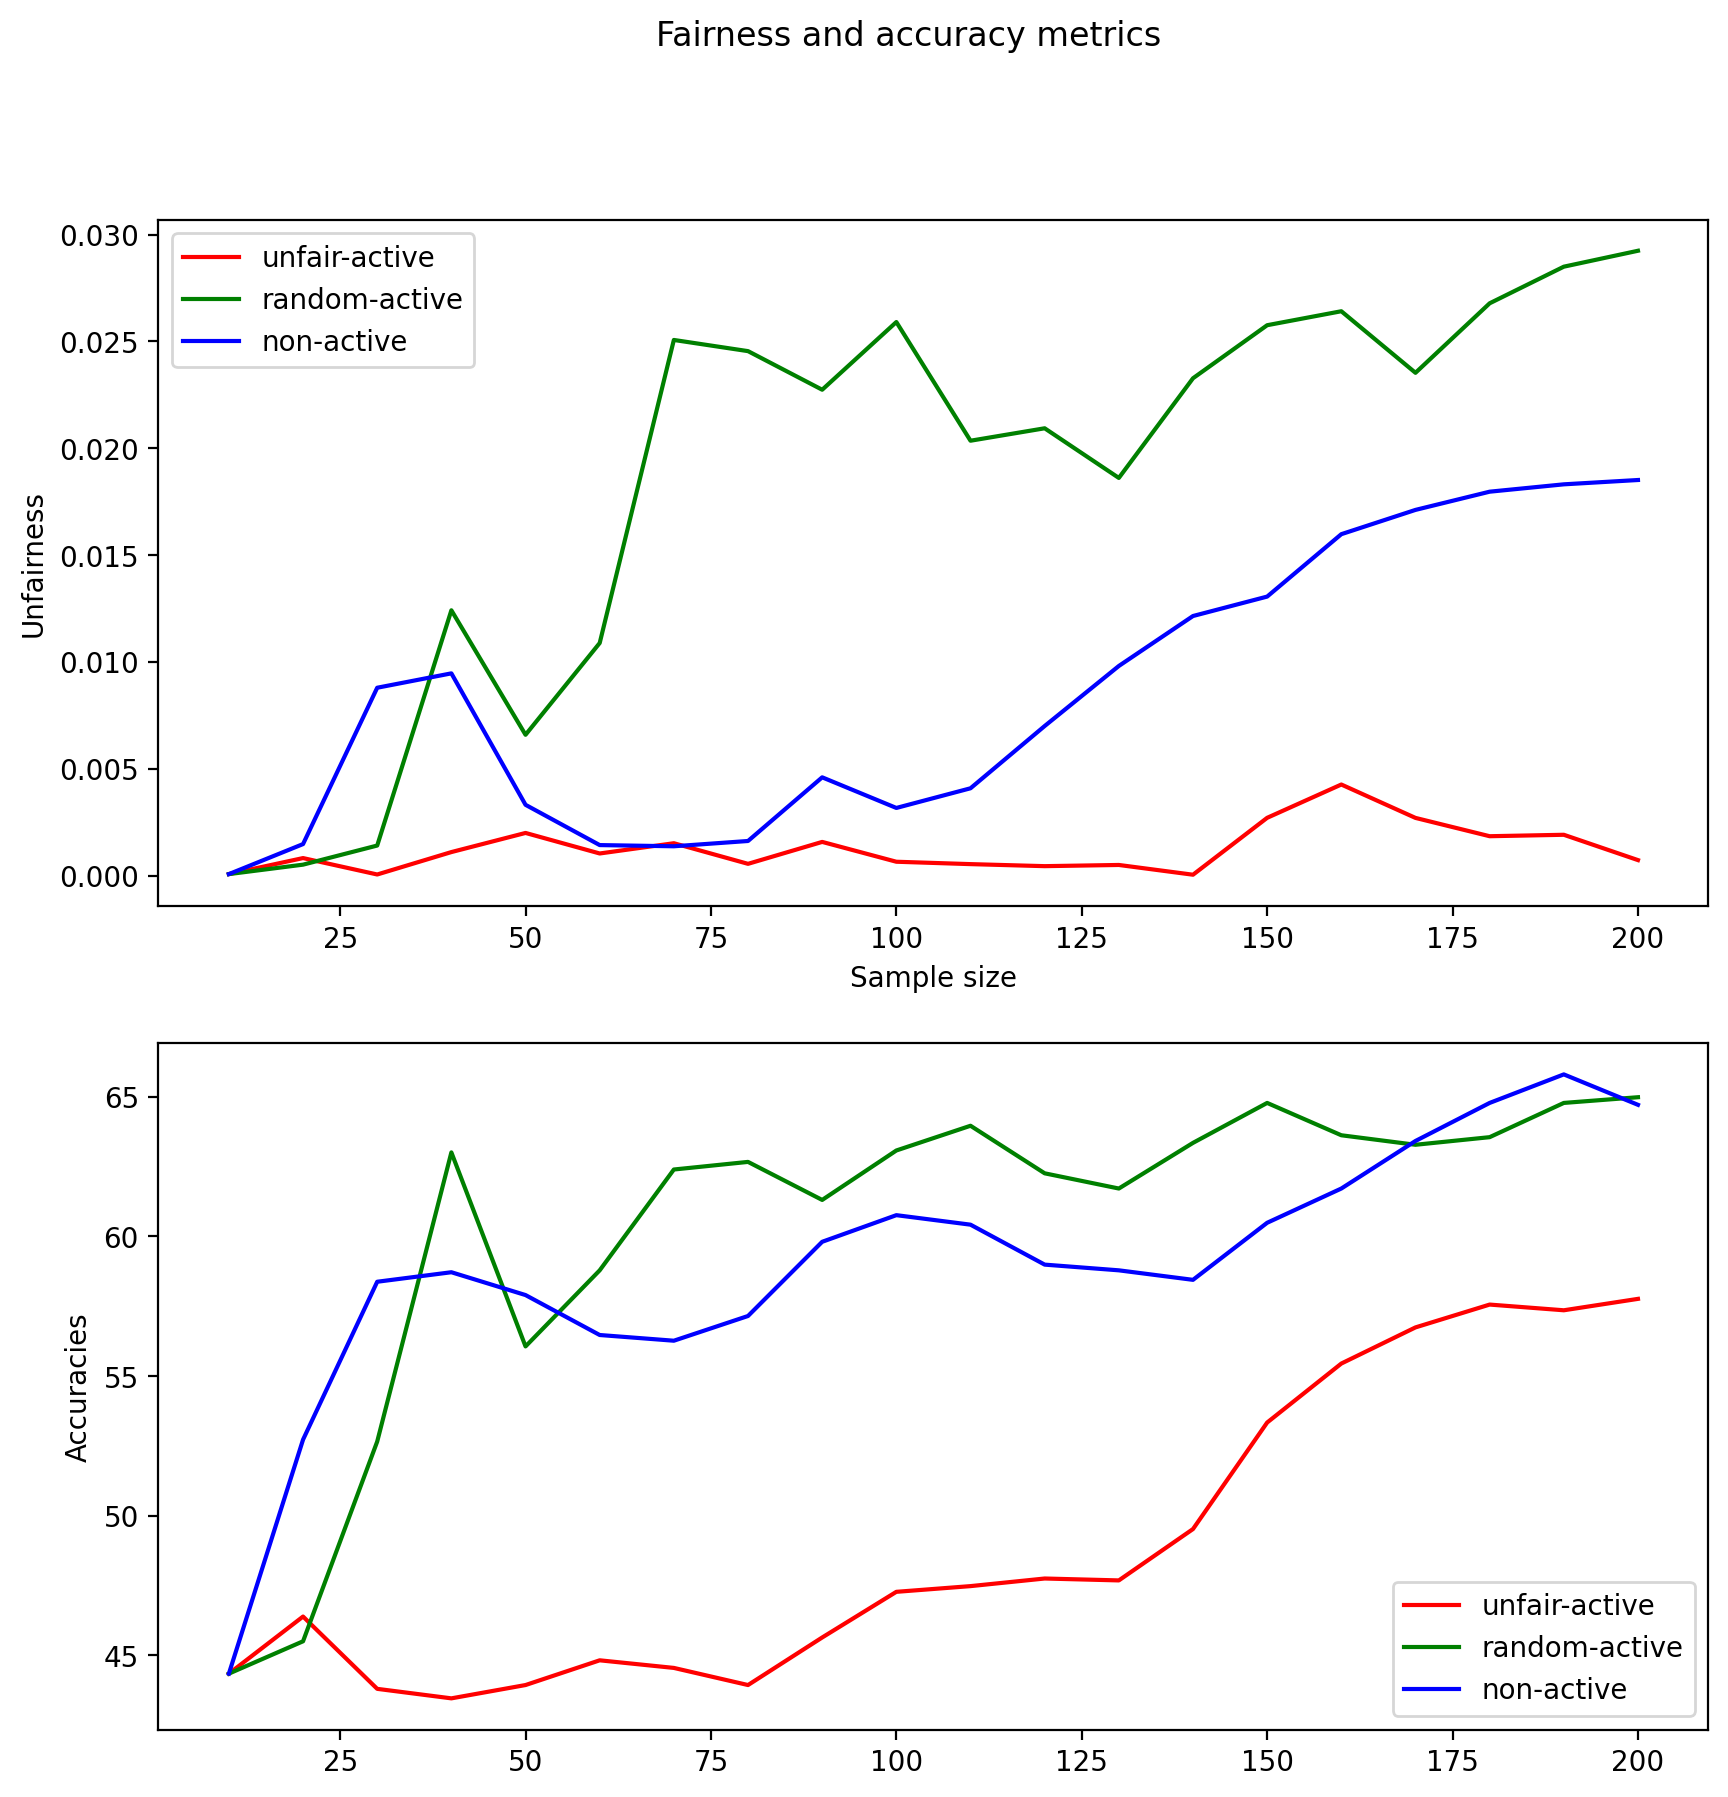 Fairness and accuracy metrics
0.030
0.025
0.020
0.015
0.010
0.005
0.000
Unfairness
unfair-active
random-active
non-active
25 50 75 100 125 150 175 200
Sample size
65
60
55
50
45
Accuracies
unfair-active
random-active
non-active
25 50 75 100 125 150 175 200